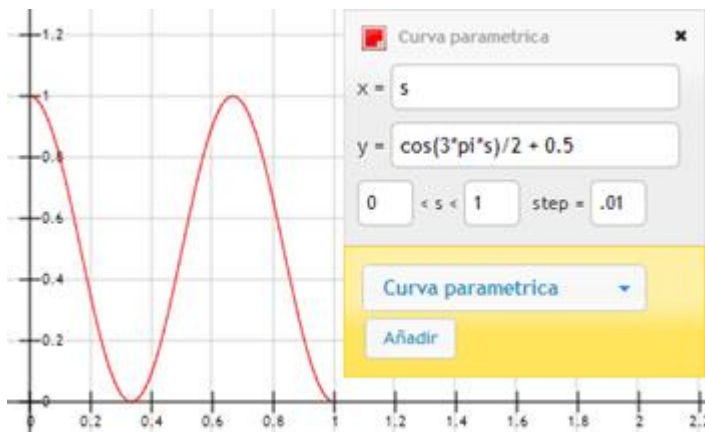 1.2
Curva parametrica ×
x = s
1
y = cos(3*pi*s)/2 + 0.5
0.8
0 < s < 1 step = .01
0.6
0.4
Curva parametrica
Añadir
0.2
0
0 0.2 0.4 0.6 0.8 1 1.2 1.4 1.6 1.8 2 2.